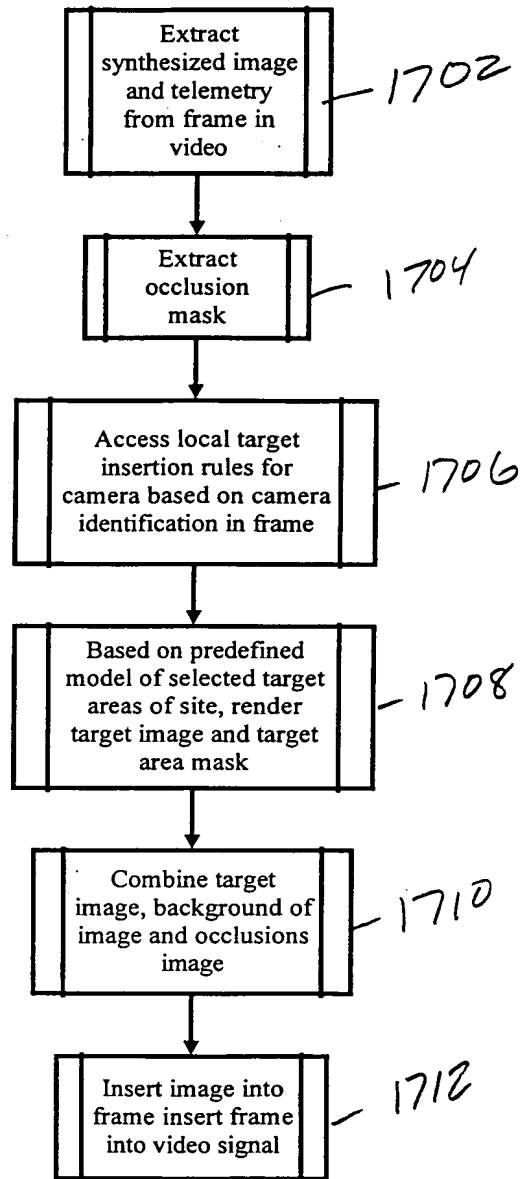 Extract
synthesized image
and telemetry
from frame in
video
1702
Extract
occlusion
mask
1704
Access local target
insertion rules for
camera based on camera
identification in frame
1706
Based on predefined
model of selected target
areas of site, render
target image and target
area mask
1708
Combine target
image, background of
image and occlusions
image
1710
Insert image into
frame insert frame
into video signal
1712